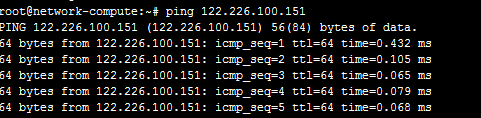 root@network-compute:~# ping 122.226.100.151
PING 122.226.100.151 (122.226.100.151) 56(84) bytes of data.
64 bytes from 122.226.100.151: icmp_seq=1 ttl=64 time=0.432 ms
64 bytes from 122.226.100.151: icmp_seq=2 ttl=64 time=0.105 ms
64 bytes from 122.226.100.151: icmp_seq=3 ttl=64 time=0.065 ms
64 bytes from 122.226.100.151: icmp_seq=4 ttl=64 time=0.079 ms
64 bytes from 122.226.100.151: icmp_seq=5 ttl=64 time=0.068 ms